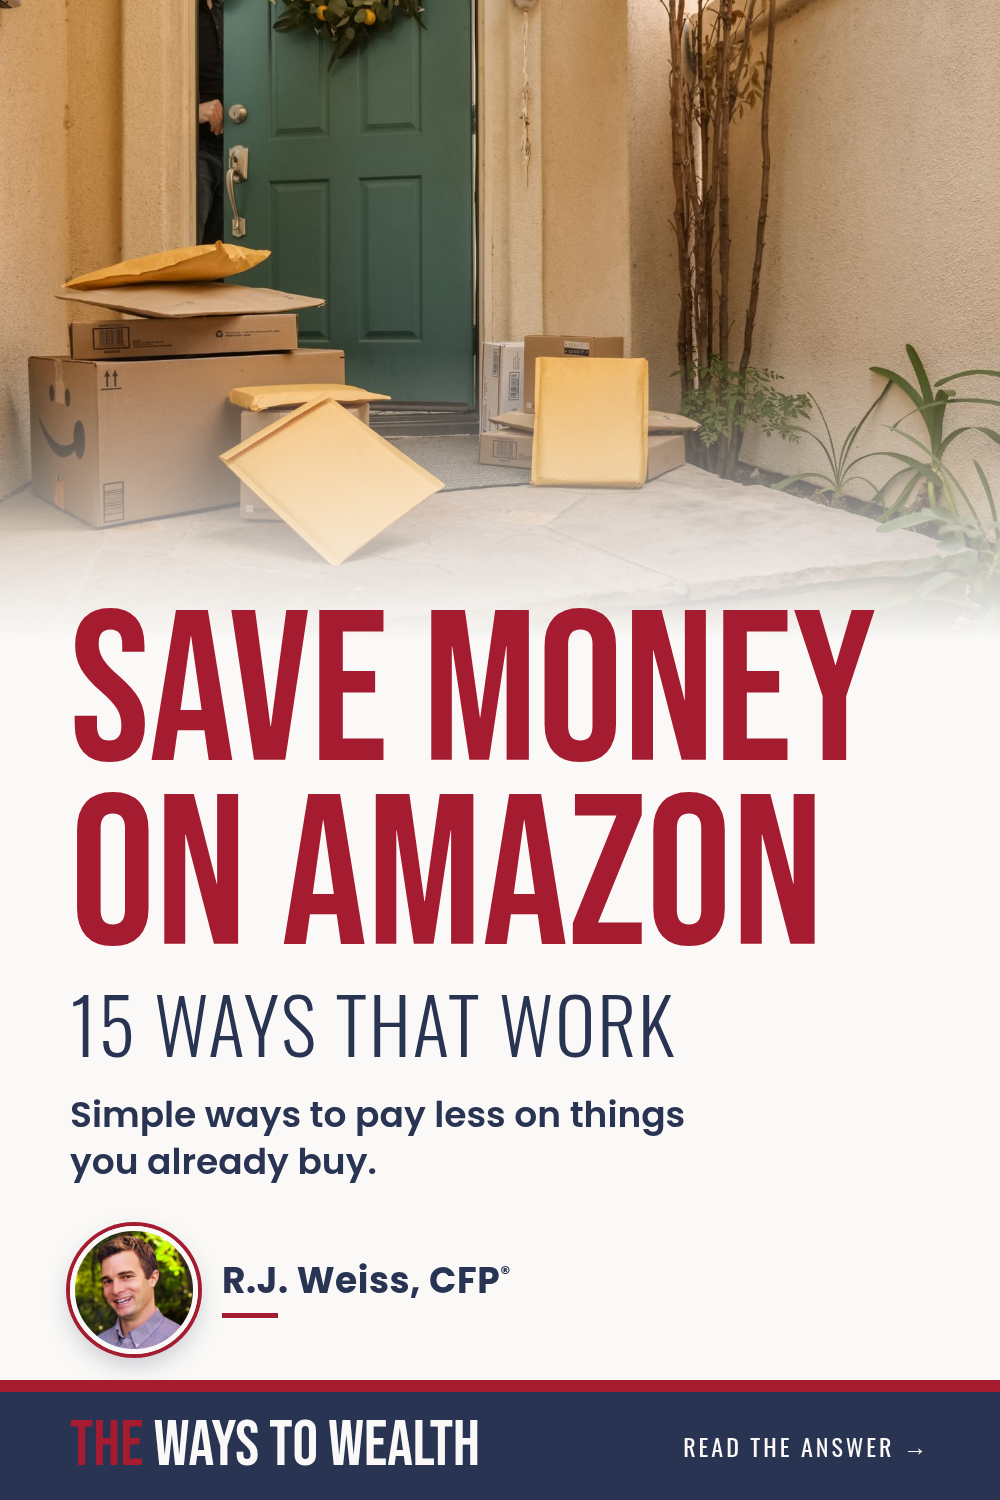 SAVE MONEY
ON AMAZON
15 WAYS THAT WORK
Simple ways to pay less on things
you already buy.
R.J. Weiss, CFP®
THE WAYS TO WEALTH
READ THE ANSWER →